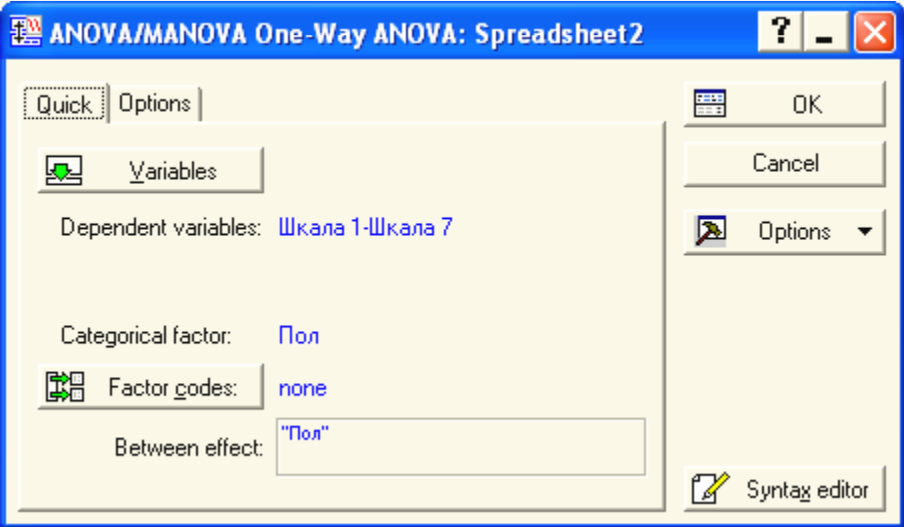 ANOVA/MANOVA One-Way ANOVA: Spreadsheet2
Quick
Options
OK
Variables
Cancel
Dependent variables: Шкала 1-Шкала 7
Options
Categorical factor: Пол
Factor codes: none
Between effect: "Пол"
Syntax editor